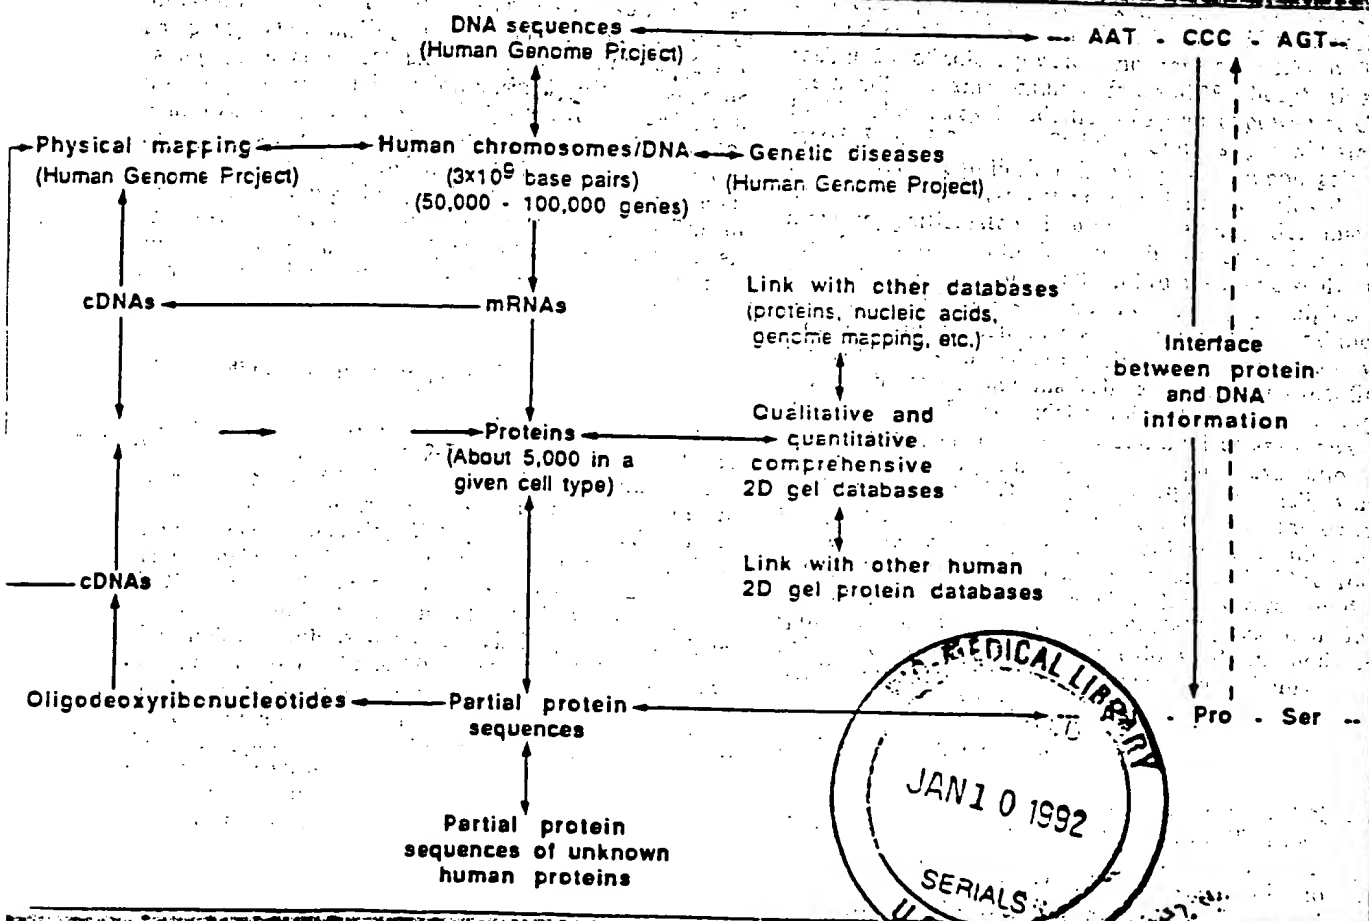 DNA sequences
(Human Genome Project)
-- AAT - CCC - AGT--
Physical mapping
(Human Genome Project)
Human chromosomes/DNA
(3x10⁹ base pairs)
(50,000 - 100,000 genes)
Genetic diseases
(Human Genome Project)
cDNAs
mRNAs
Link with other databases
(proteins, nucleic acids,
genome mapping, etc.)
Interface
between protein
and DNA
information
Proteins
(About 5,000 in a
given cell type)
Qualitative and
quantitative
comprehensive
2D gel databases
cDNAs
Link with other human
2D gel protein databases
Oligodeoxyribonucleotides
Partial protein
sequences
- Pro - Ser --
Partial protein
sequences of unknown
human proteins
MEDICAL LIBRARY
JAN 10 1992
SERIALS